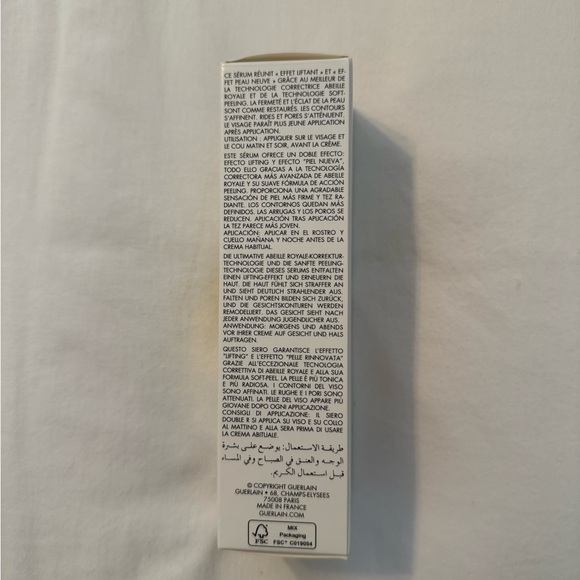 CE SÉRUM RÉUNIT « EFFET LIFTANT » ET « EF-
FET PEAU NEUVE » GRÂCE AU MEILLEUR DE
LA TECHNOLOGIE CORRECTRICE ABEILLE
ROYALE ET DE LA TECHNOLOGIE SOFT-
PEELING. LA FERMETÉ ET L'ÉCLAT DE LA PEAU
SONT COMME RESTAURÉS. LES CONTOURS
S'AFFINENT. RIDES ET PORES S'ATTÉNUENT.
LE VISAGE PARAÎT PLUS JEUNE APPLICATION
APRÈS APPLICATION.
UTILISATION : APPLIQUER SUR LE VISAGE ET
LE COU MATIN ET SOIR, AVANT LA CRÈME.
ESTE SÉRUM OFRECE UN DOBLE EFECTO:
EFECTO LIFTING Y EFECTO "PIEL NUEVA",
TODO ELLO GRACIAS A LA TECNOLOGÍA
CORRECTORA MÁS AVANZADA DE ABEILLE
ROYALE Y SU SUAVE FÓRMULA DE ACCIÓN
PEELING. PROPORCIONA UNA AGRADABLE
SENSACIÓN DE PIEL MÁS FIRME Y TEZ RA-
DIANTE. LOS CONTORNOS QUEDAN MÁS
DEFINIDOS. LAS ARRUGAS Y LOS POROS SE
REDUCEN. APLICACIÓN TRAS APLICACIÓN
LA TEZ PARECE MÁS JOVEN.
APLICACIÓN: APLICAR EN EL ROSTRO Y
CUELLO MAÑANA Y NOCHE ANTES DE LA
CREMA HABITUAL.
DIE ULTIMATIVE ABEILLE ROYALE-KORREKTUR-
TECHNOLOGIE UND DIE SANFTE PEELING-
TECHNOLOGIE DIESES SERUMS ENTFALTEN
EINEN LIFTING-EFFEKT UND ERNEUERN DIE
HAUT. DIE HAUT FÜHLT SICH STRAFFER AN
UND SIEHT DEUTLICH STRAHLENDER AUS.
FALTEN UND POREN BILDEN SICH ZURÜCK,
UND DIE GESICHTSKONTUREN WERDEN
REMODELLIERT. DAS GESICHT SIEHT NACH
JEDER ANWENDUNG JUGENDLICHER AUS.
ANWENDUNG: MORGENS UND ABENDS
VOR IHRER CREME AUF GESICHT UND HALS
AUFTRAGEN.
QUESTO SIERO GARANTISCE L'EFFETTO
"LIFTING" E L'EFFETTO "PELLE RINNOVATA"
GRAZIE ALL'ECCEZIONALE TECNOLOGIA
CORRETTIVA DI ABEILLE ROYALE E ALLA SUA
FORMULA SOFT-PEEL. LA PELLE È PIÙ TONICA
E PIÙ RADIOSA. I CONTORNI DEL VISO
SONO AFFINATI. LE RUGHE E I PORI SONO
ATTENUATI, LA PELLE DEL VISO APPARE PIÙ
GIOVANE DOPO OGNI APPLICAZIONE.
CONSIGLI DI APPLICAZIONE: IL SIERO
DOUBLE R SI APPLICA SU VISO E SU COLLO
AL MATTINO E ALLA SERA PRIMA DI USARE
LA CREMA ABITUALE.
طريقة الاستعمال: يوضع على بشرة
الوجه والعنق في الصباح وفي المساء
قبل استعمال الكريم.
© COPYRIGHT GUERLAIN
GUERLAIN • 68, CHAMPS-ELYSEES
75008 PARIS
MADE IN FRANCE
GUERLAIN.COM
FSC
MIX
Packaging
FSC® C019054